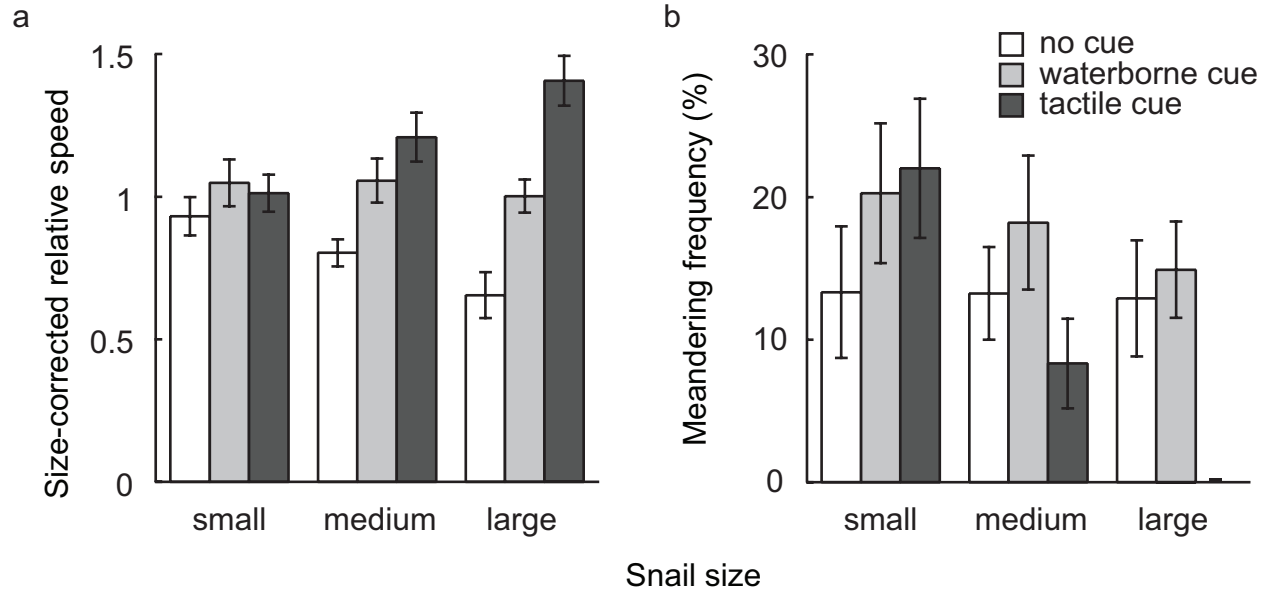 a
Size-corrected relative speed
1.5
1
0.5
0
small medium large
b
no cue
waterborne cue
tactile cue
Meandering frequency (%)
30
20
10
0
small medium large
Snail size